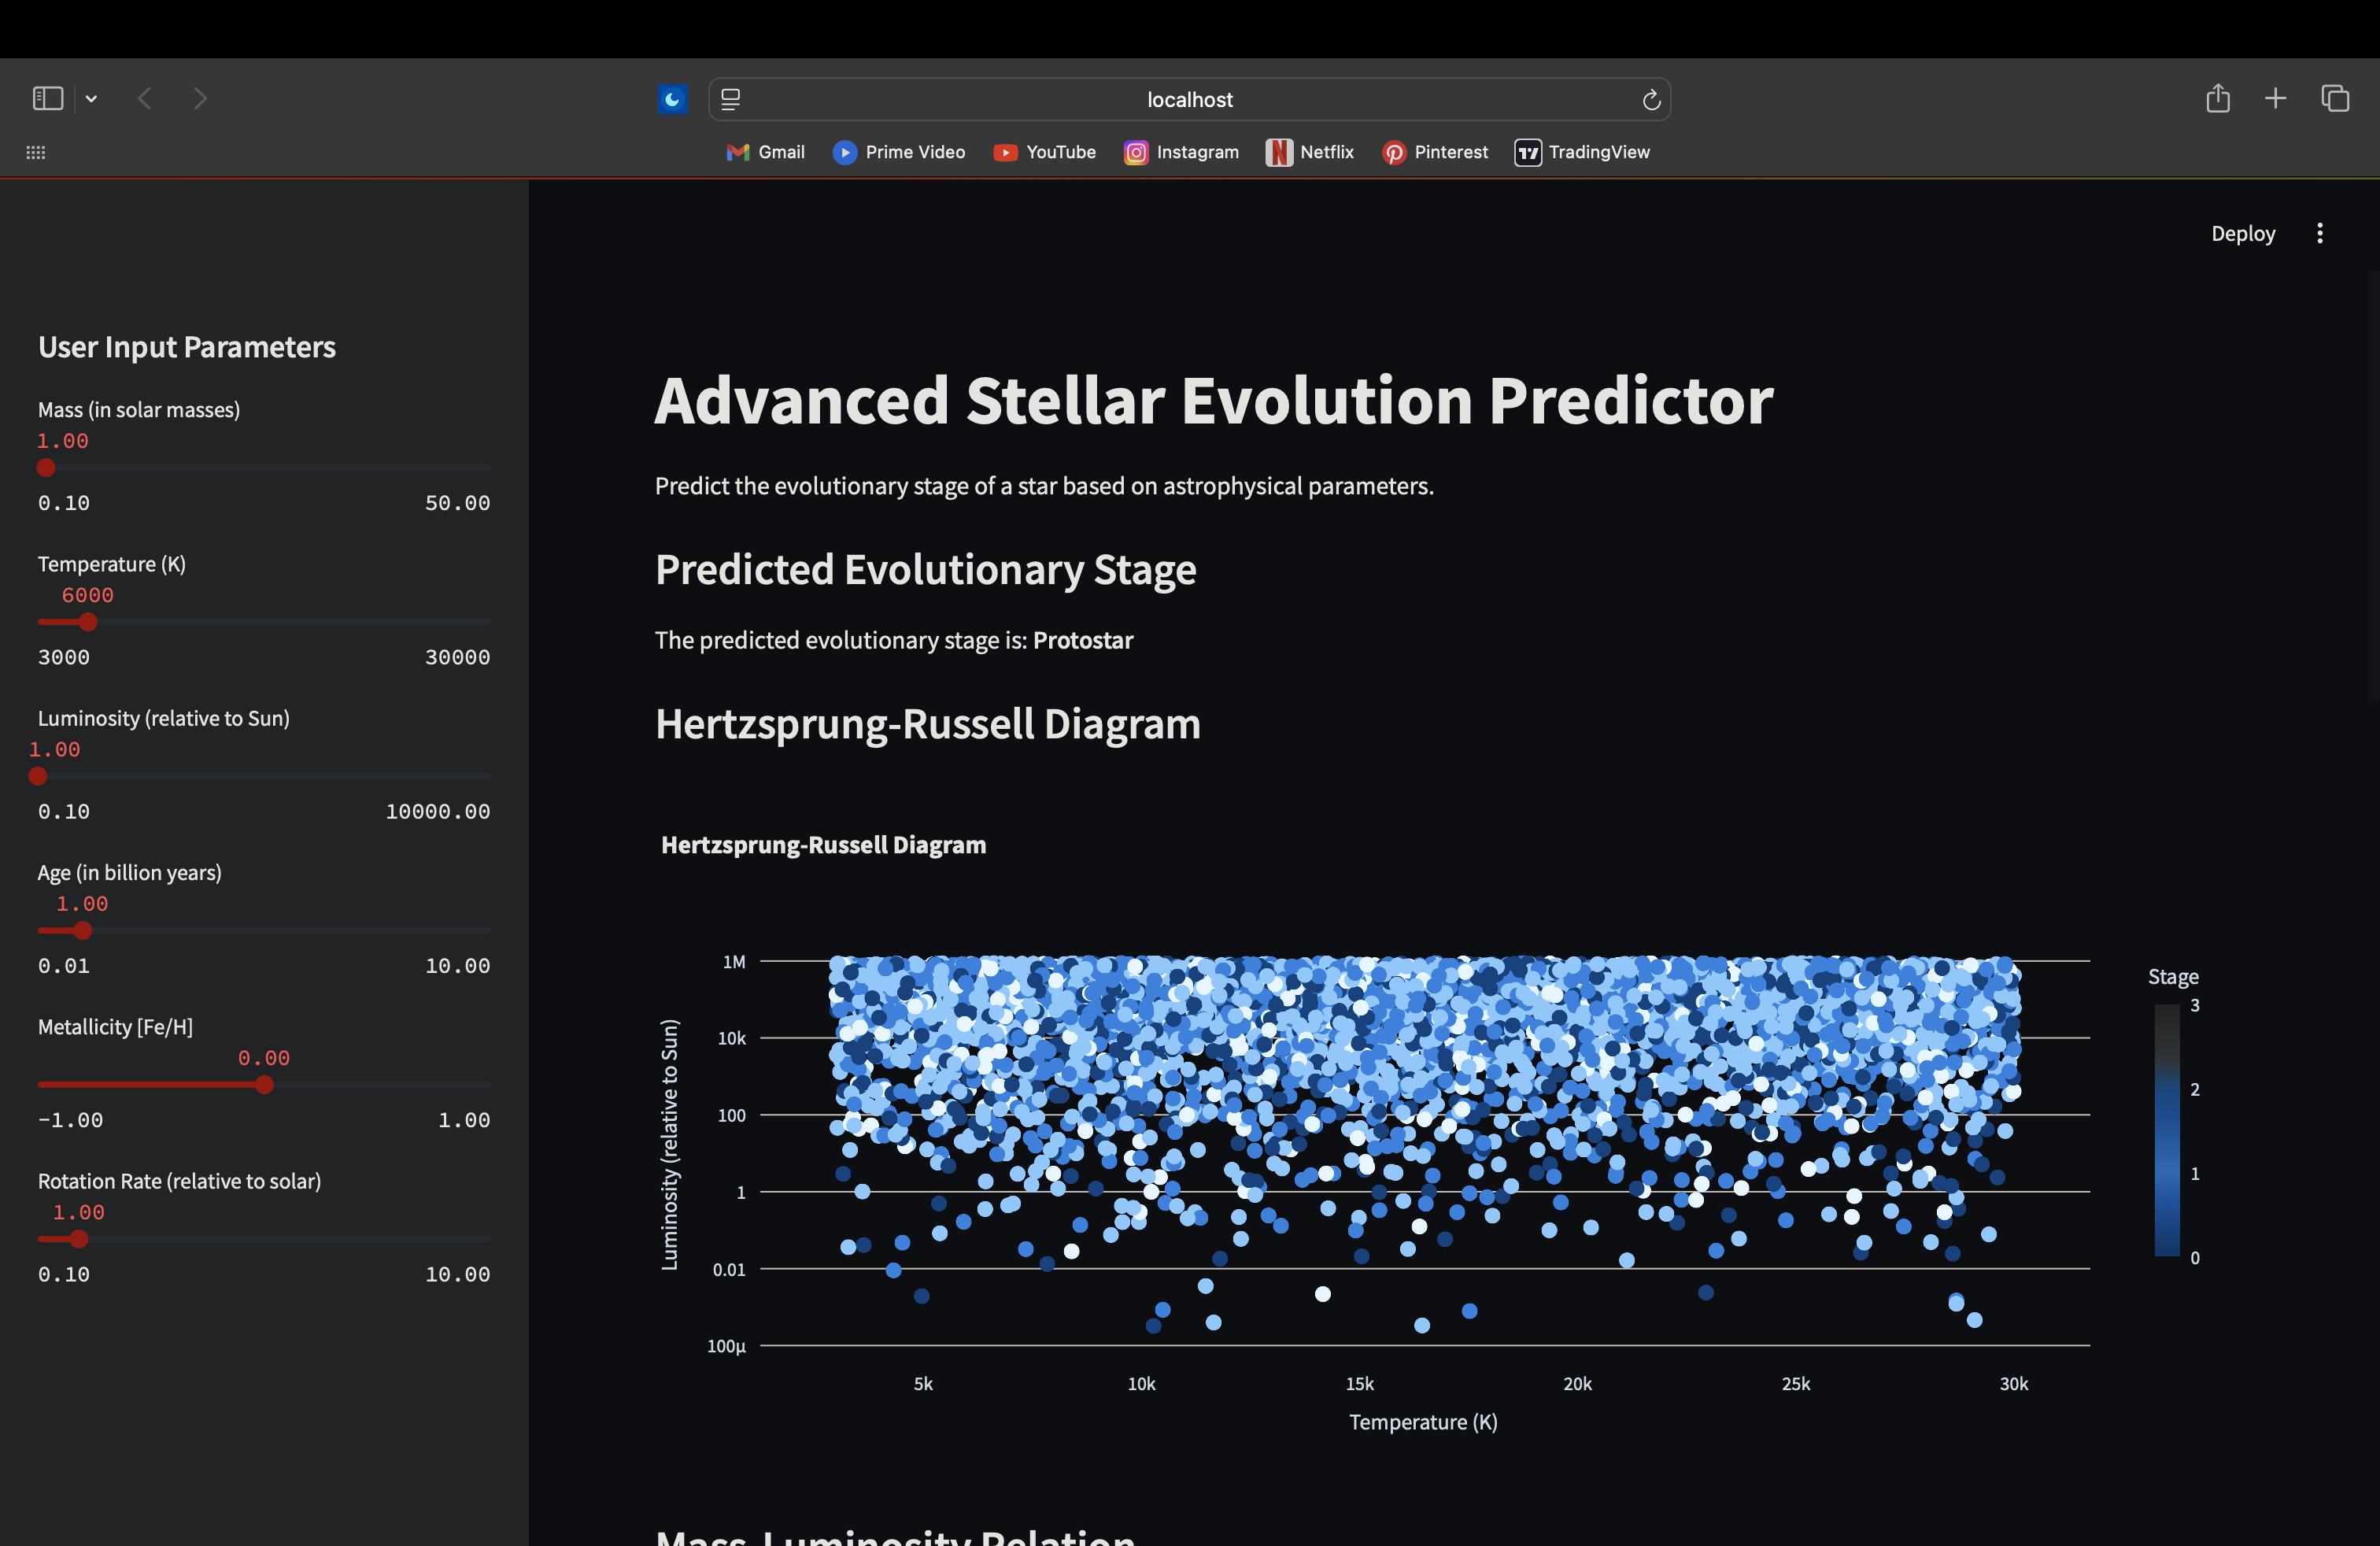 localhost
Gmail
Prime Video
YouTube
Instagram
Netflix
Pinterest
TradingView
Deploy
User Input Parameters
Mass (in solar masses)
1.00
0.10 50.00
Temperature (K)
6000
3000 30000
Luminosity (relative to Sun)
1.00
0.10 10000.00
Age (in billion years)
1.00
0.01 10.00
Metallicity [Fe/H]
0.00
−1.00 1.00
Rotation Rate (relative to solar)
1.00
0.10 10.00
Advanced Stellar Evolution Predictor
Predict the evolutionary stage of a star based on astrophysical parameters.
Predicted Evolutionary Stage
The predicted evolutionary stage is: Protostar
Hertzsprung-Russell Diagram
Hertzsprung-Russell Diagram
Luminosity (relative to Sun)
1M
10k
100
1
0.01
100μ
5k 10k 15k 20k 25k 30k
Temperature (K)
Stage
3
2
1
0
Mass-Luminosity Relation